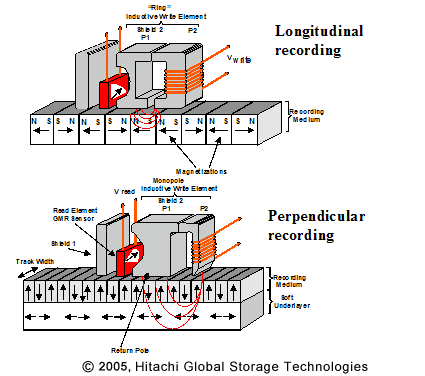 "Ring"
Inductive Write Element
Shield 2
P1 P2
Longitudinal
recording
V write
Recording
Medium
N S S N N S S N N S S N S N N S S N
Magnetizations
Monopole
Inductive Write Element
Shield 2
P1 P2
V read
Read Element
GMR Sensor
Shield 1
Track Width
Perpendicular
recording
Recording
Medium
Soft
Underlayer
Return Pole
© 2005, Hitachi Global Storage Technologies